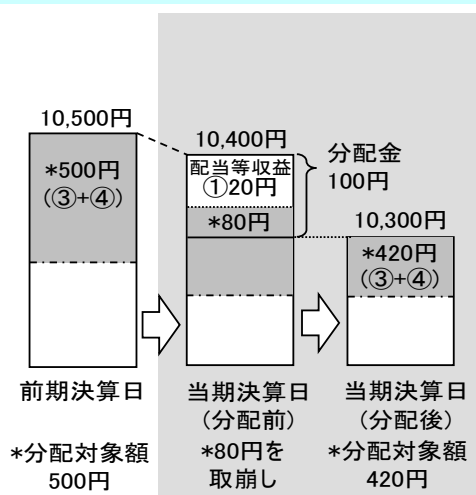 10,500円
*500円
(③+④)
前期決算日
*分配対象額
500円
10,400円
配当等収益
①20円
*80円
分配金
100円
当期決算日
(分配前)
*80円を
取崩し
10,300円
*420円
(③+④)
当期決算日
(分配後)
*分配対象額
420円